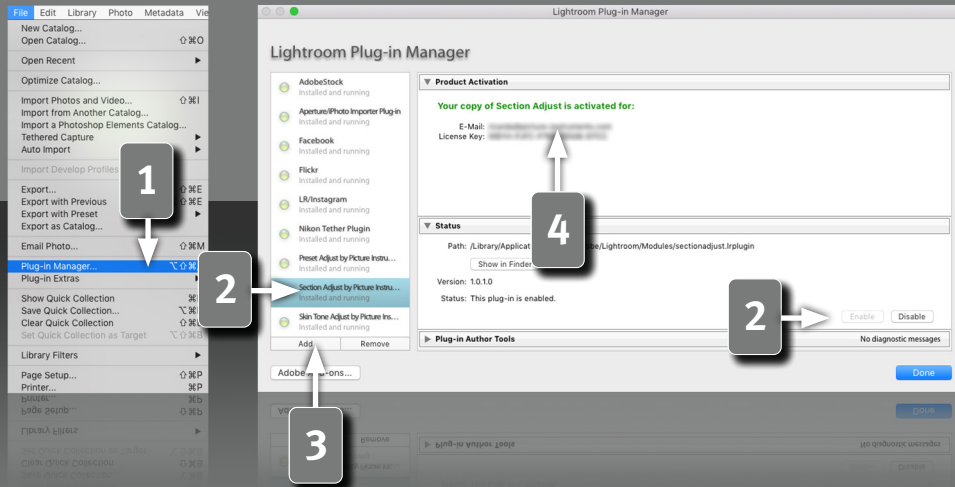 File Edit Library Photo Metadata Vie
New Catalog...
Open Catalog... ⇧⌘O
Open Recent ▶
Optimize Catalog...
Import Photos and Video... ⇧⌘I
Import from Another Catalog...
Import a Photoshop Elements Catalog...
Tethered Capture ▶
Auto Import ▶
Import Develop Profiles
Export... ⇧⌘E
Export with Previous ⇧⌘E
Export with Preset ▶
Export as Catalog...
Email Photo... ⇧⌘M
Plug-in Manager... ⌥⇧⌘
Plug-in Extras
Show Quick Collection ⌘
Save Quick Collection... ⌥⌘
Clear Quick Collection ⇧⌘
Set Quick Collection as Target ⌥⇧⌘B
Library Filters ▶
Page Setup... ⇧⌘P
Printer... ⌘P
1
2
Lightroom Plug-in Manager
Lightroom Plug-in Manager
AdobeStock
Installed and running
Aperture/iPhoto Importer Plug-in
Installed and running
Facebook
Installed and running
Flickr
Installed and running
LR/Instagram
Installed and running
Nikon Tether Plugin
Installed and running
Preset Adjust by Picture Instru...
Installed and running
Section Adjust by Picture Instru...
Installed and running
Skin Tone Adjust by Picture Ins...
Installed and running
Add Remove
3
▼ Product Activation
Your copy of Section Adjust is activated for:
E-Mail:
License Key:
4
▼ Status
Path: /Library/Applicat be/Lightroom/Modules/sectionadjust.lrplugin
Show in Finder
Version: 1.0.1.0
Status: This plug-in is enabled.
2
Enable Disable
▶ Plug-in Author Tools No diagnostic messages
Done